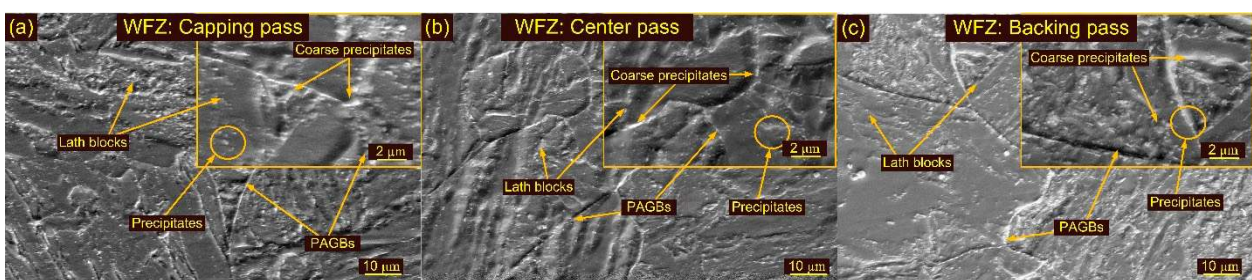 (a) WFZ: Capping pass
Coarse precipitates
Lath blocks
2 μm
Precipitates
PAGBs
10 μm
(b) WFZ: Center pass
Coarse precipitates
2 μm
Lath blocks
PAGBs
Precipitates
10 μm
(c) WFZ: Backing pass
Coarse precipitates
Lath blocks
2 μm
PAGBs
Precipitates
10 μm